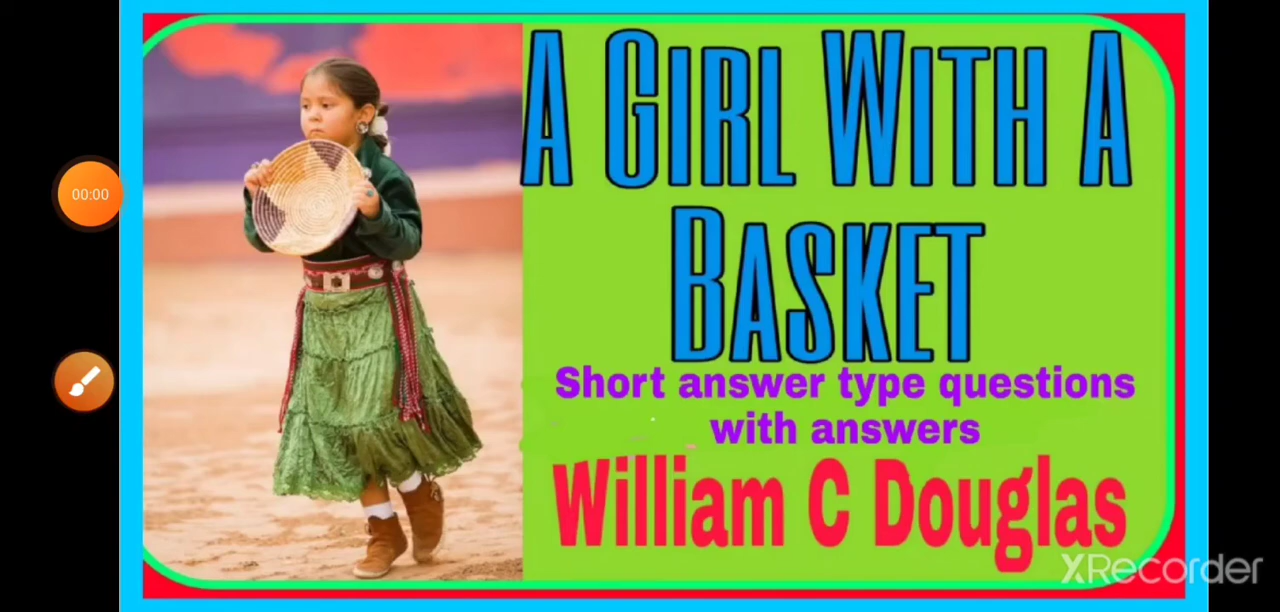 A GIRL WITH A
BASKET
Short answer type questions
with answers
William C Douglas
00:00
XRecorder